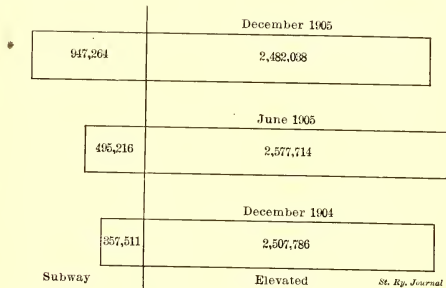 December 1905
947,264 2,482,038
June 1905
495,216 2,577,714
December 1904
357,511 2,507,786
Subway Elevated St. Ry. Journal